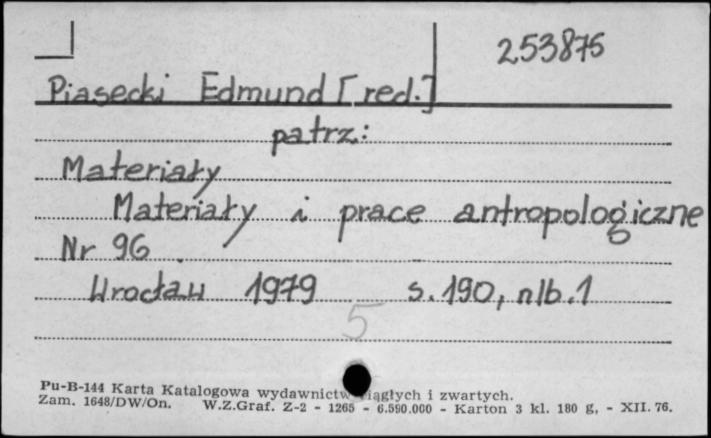 253875
Piasecki Edmund [red.]
patrz:
Materiały
Materiały i prace antropologiczne
Nr 96.
Wrocław 1979 s. 190, nlb. 1
5
Pu-B-144 Karta Katalogowa wydawnictw ciągłych i zwartych.
Zam. 1648/DW/On. W.Z.Graf. Z-2 - 1265 - 6.590.000 - Karton 3 kl. 180 g, - XII. 76.